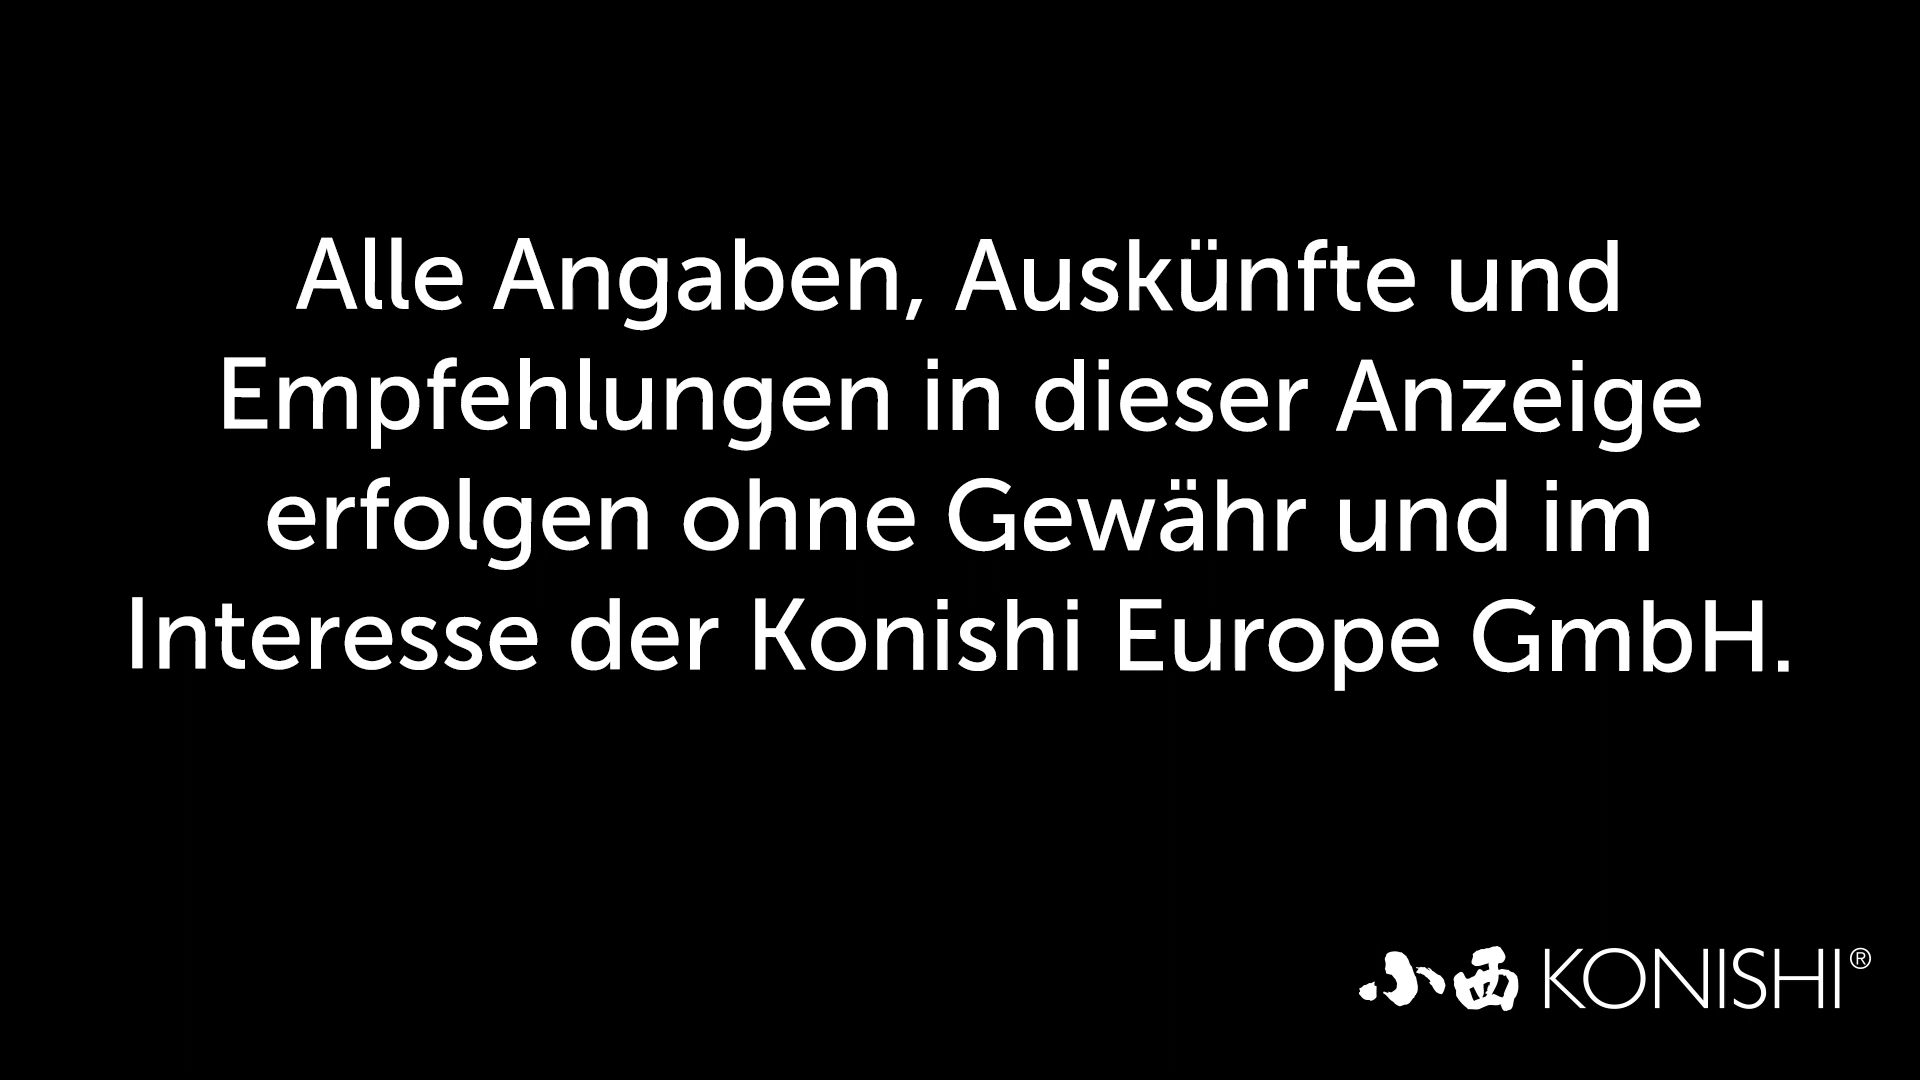 Alle Angaben, Auskünfte und
Empfehlungen in dieser Anzeige
erfolgen ohne Gewähr und im
Interesse der Konishi Europe GmbH.
小西 KONISHI®